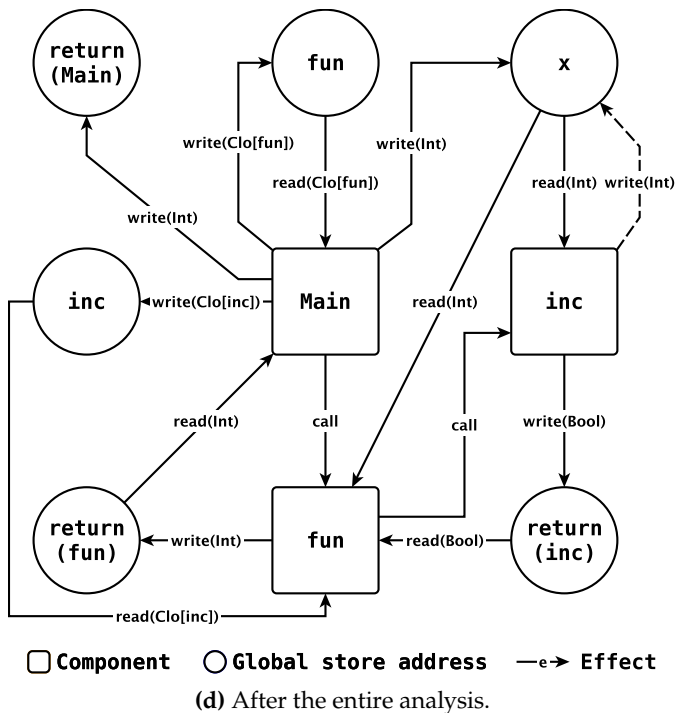 return
(Main)
fun
x
write(Clo[fun])
write(Int)
read(Clo[fun])
read(Int)
write(Int)
write(Int)
inc
write(Clo[inc])
Main
read(Int)
inc
read(Int)
call
call
write(Bool)
return
(fun)
write(Int)
fun
read(Bool)
return
(inc)
read(Clo[inc])
Component
Global store address
e
Effect
(d) After the entire analysis.